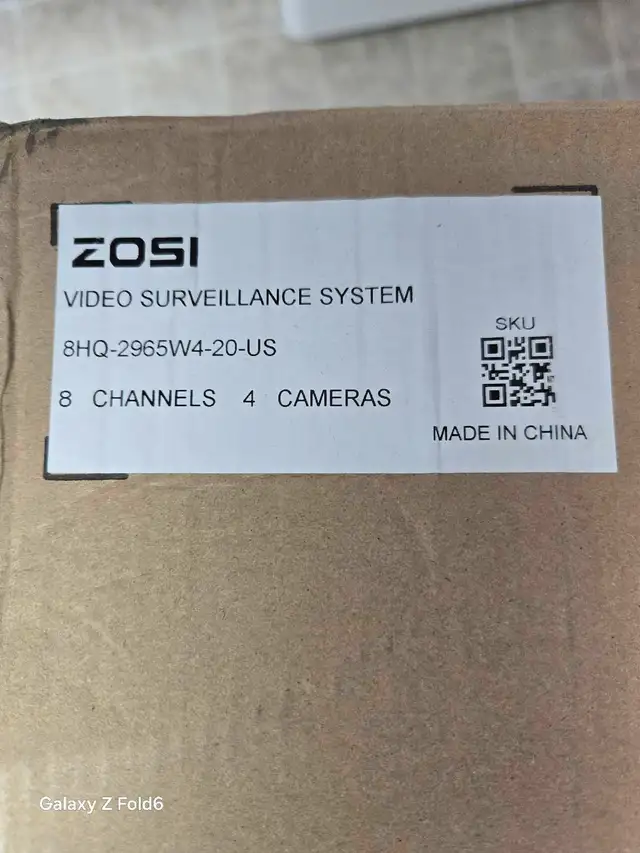 ZOSI
VIDEO SURVEILLANCE SYSTEM
8HQ-2965W4-20-US
8 CHANNELS 4 CAMERAS
SKU
MADE IN CHINA
Galaxy Z Fold6